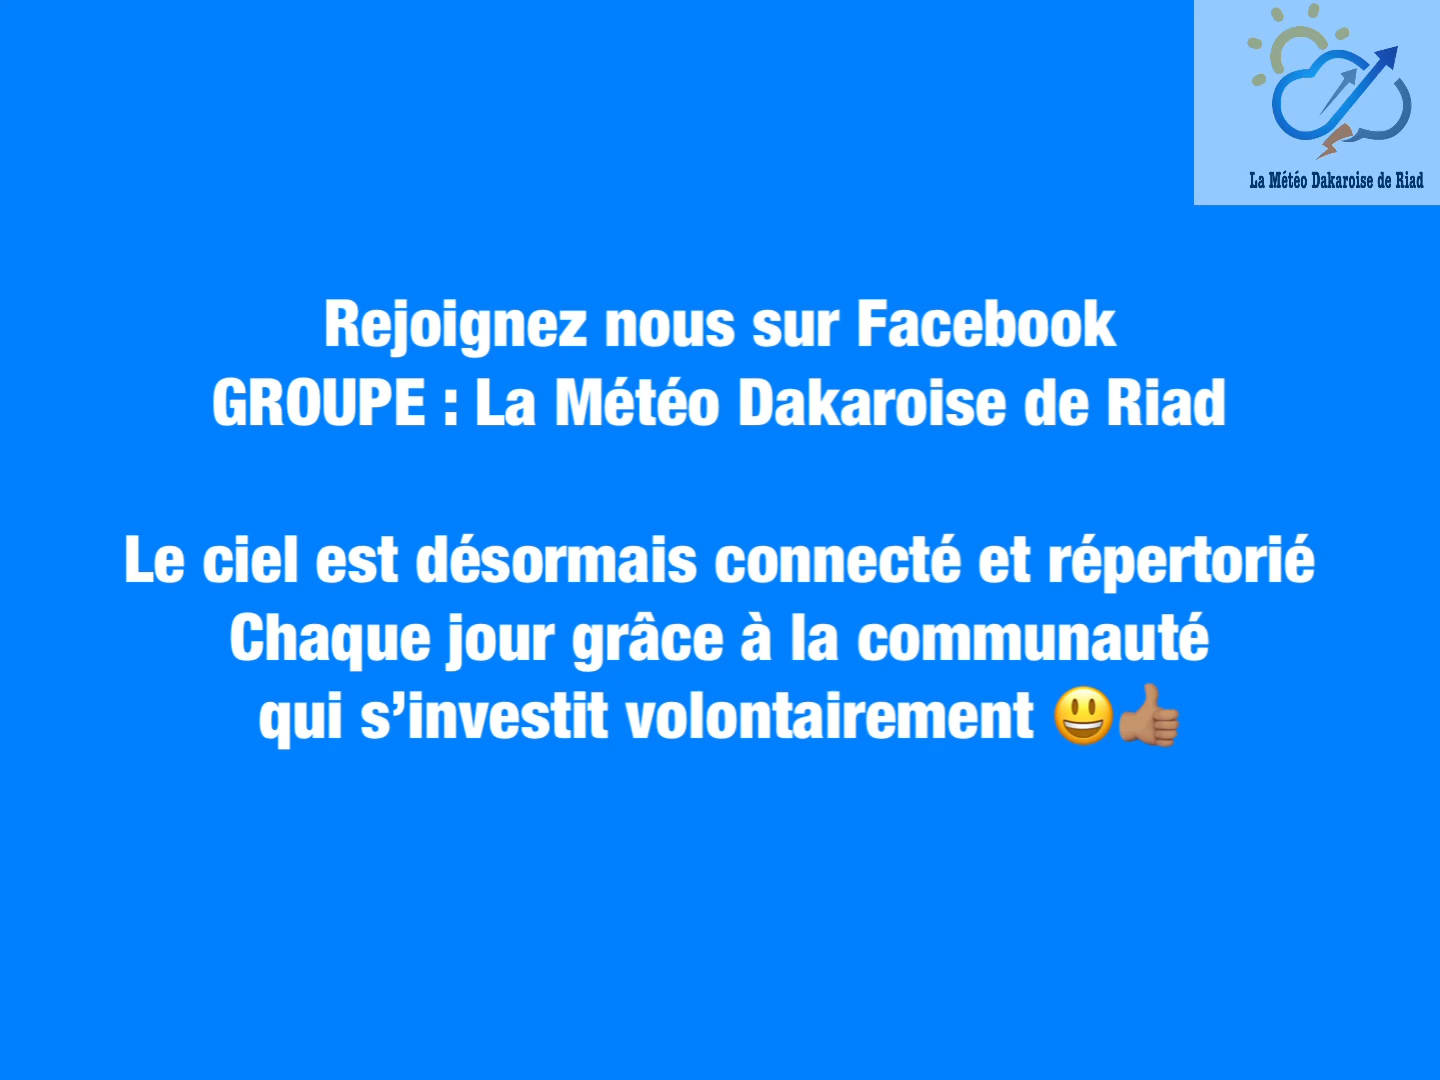 La Météo Dakaroise de Riad
Rejoignez nous sur Facebook
GROUPE : La Météo Dakaroise de Riad
Le ciel est désormais connecté et répertorié
Chaque jour grâce à la communauté
qui s’investit volontairement 😃👍🏽